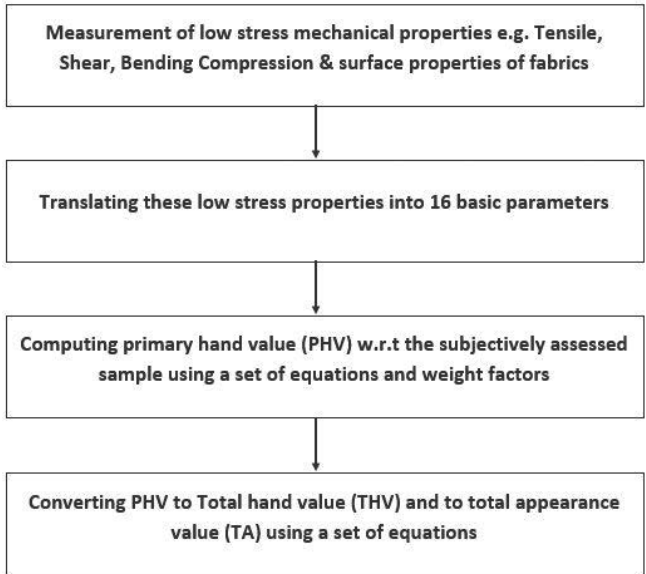 Measurement of low stress mechanical properties e.g. Tensile,
Shear, Bending Compression & surface properties of fabrics
Translating these low stress properties into 16 basic parameters
Computing primary hand value (PHV) w.r.t the subjectively assessed
sample using a set of equations and weight factors
Converting PHV to Total hand value (THV) and to total appearance
value (TA) using a set of equations